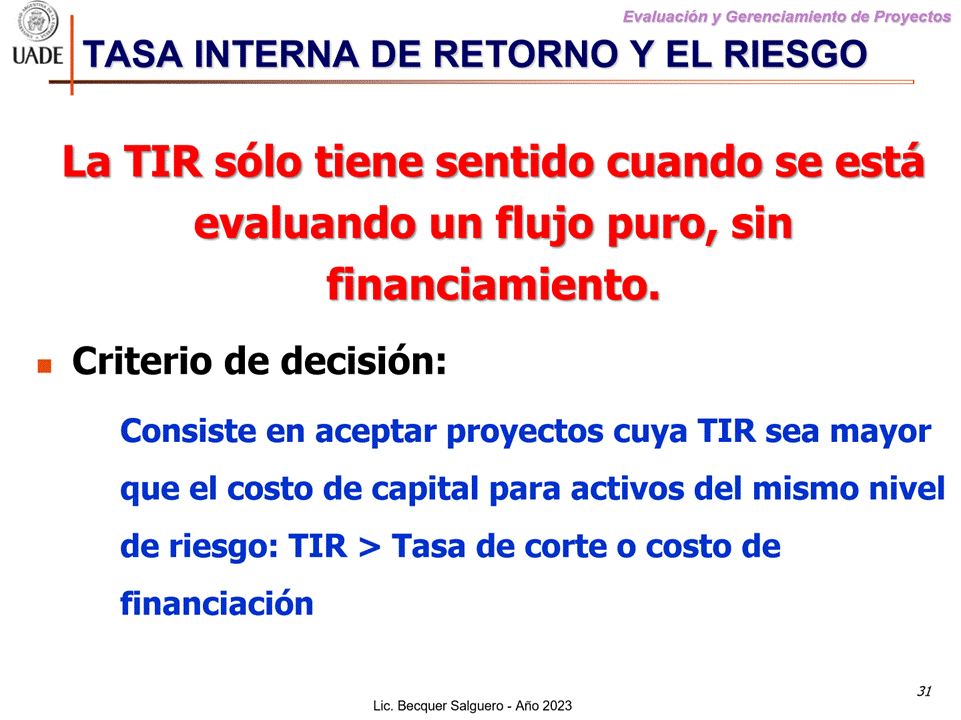 Evaluación y Gerenciamiento de Proyectos
UADE
TASA INTERNA DE RETORNO Y EL RIESGO
La TIR sólo tiene sentido cuando se está
evaluando un flujo puro, sin
financiamiento.
Criterio de decisión:
Consiste en aceptar proyectos cuya TIR sea mayor
que el costo de capital para activos del mismo nivel
de riesgo: TIR > Tasa de corte o costo de
financiación
31
Lic. Becquer Salguero - Año 2023